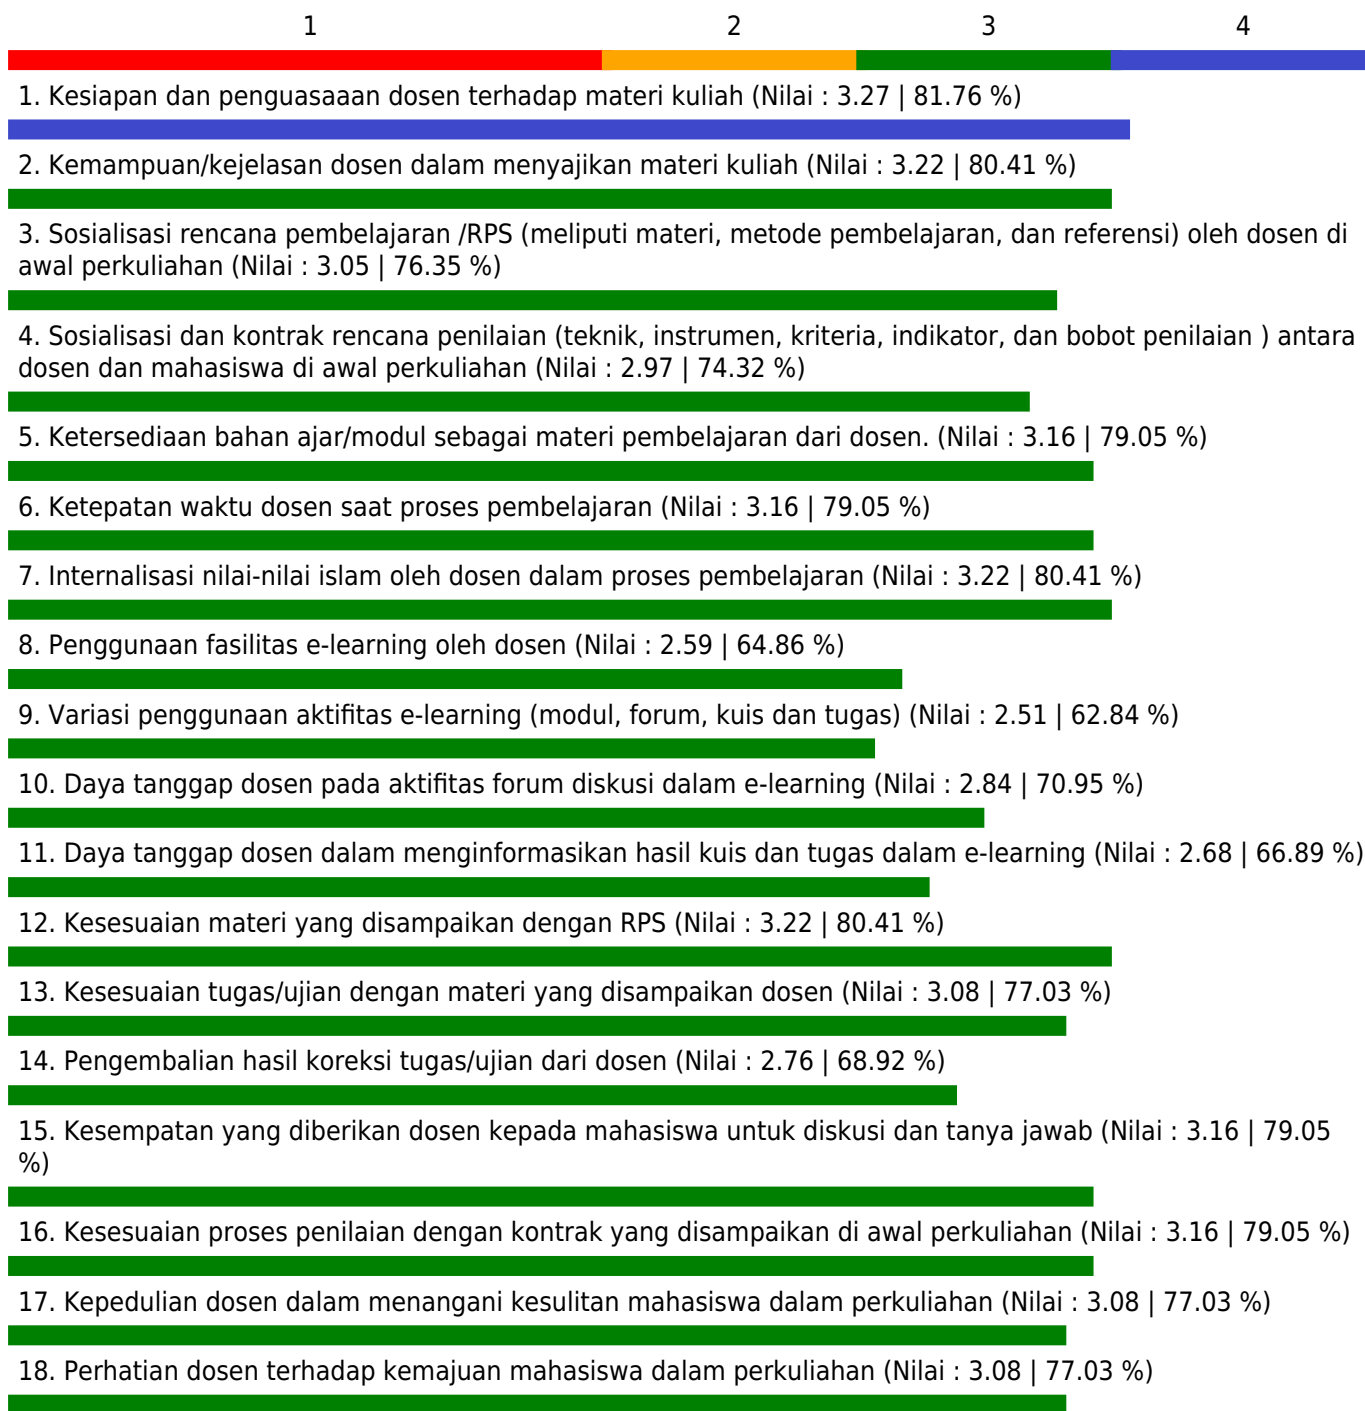 1 2 3 4
1. Kesiapan dan penguasaaan dosen terhadap materi kuliah (Nilai : 3.27 | 81.76 %)
2. Kemampuan/kejelasan dosen dalam menyajikan materi kuliah (Nilai : 3.22 | 80.41 %)
3. Sosialisasi rencana pembelajaran /RPS (meliputi materi, metode pembelajaran, dan referensi) oleh dosen di
awal perkuliahan (Nilai : 3.05 | 76.35 %)
4. Sosialisasi dan kontrak rencana penilaian (teknik, instrumen, kriteria, indikator, dan bobot penilaian ) antara
dosen dan mahasiswa di awal perkuliahan (Nilai : 2.97 | 74.32 %)
5. Ketersediaan bahan ajar/modul sebagai materi pembelajaran dari dosen. (Nilai : 3.16 | 79.05 %)
6. Ketepatan waktu dosen saat proses pembelajaran (Nilai : 3.16 | 79.05 %)
7. Internalisasi nilai-nilai islam oleh dosen dalam proses pembelajaran (Nilai : 3.22 | 80.41 %)
8. Penggunaan fasilitas e-learning oleh dosen (Nilai : 2.59 | 64.86 %)
9. Variasi penggunaan aktifitas e-learning (modul, forum, kuis dan tugas) (Nilai : 2.51 | 62.84 %)
10. Daya tanggap dosen pada aktifitas forum diskusi dalam e-learning (Nilai : 2.84 | 70.95 %)
11. Daya tanggap dosen dalam menginformasikan hasil kuis dan tugas dalam e-learning (Nilai : 2.68 | 66.89 %)
12. Kesesuaian materi yang disampaikan dengan RPS (Nilai : 3.22 | 80.41 %)
13. Kesesuaian tugas/ujian dengan materi yang disampaikan dosen (Nilai : 3.08 | 77.03 %)
14. Pengembalian hasil koreksi tugas/ujian dari dosen (Nilai : 2.76 | 68.92 %)
15. Kesempatan yang diberikan dosen kepada mahasiswa untuk diskusi dan tanya jawab (Nilai : 3.16 | 79.05
%)
16. Kesesuaian proses penilaian dengan kontrak yang disampaikan di awal perkuliahan (Nilai : 3.16 | 79.05 %)
17. Kepedulian dosen dalam menangani kesulitan mahasiswa dalam perkuliahan (Nilai : 3.08 | 77.03 %)
18. Perhatian dosen terhadap kemajuan mahasiswa dalam perkuliahan (Nilai : 3.08 | 77.03 %)